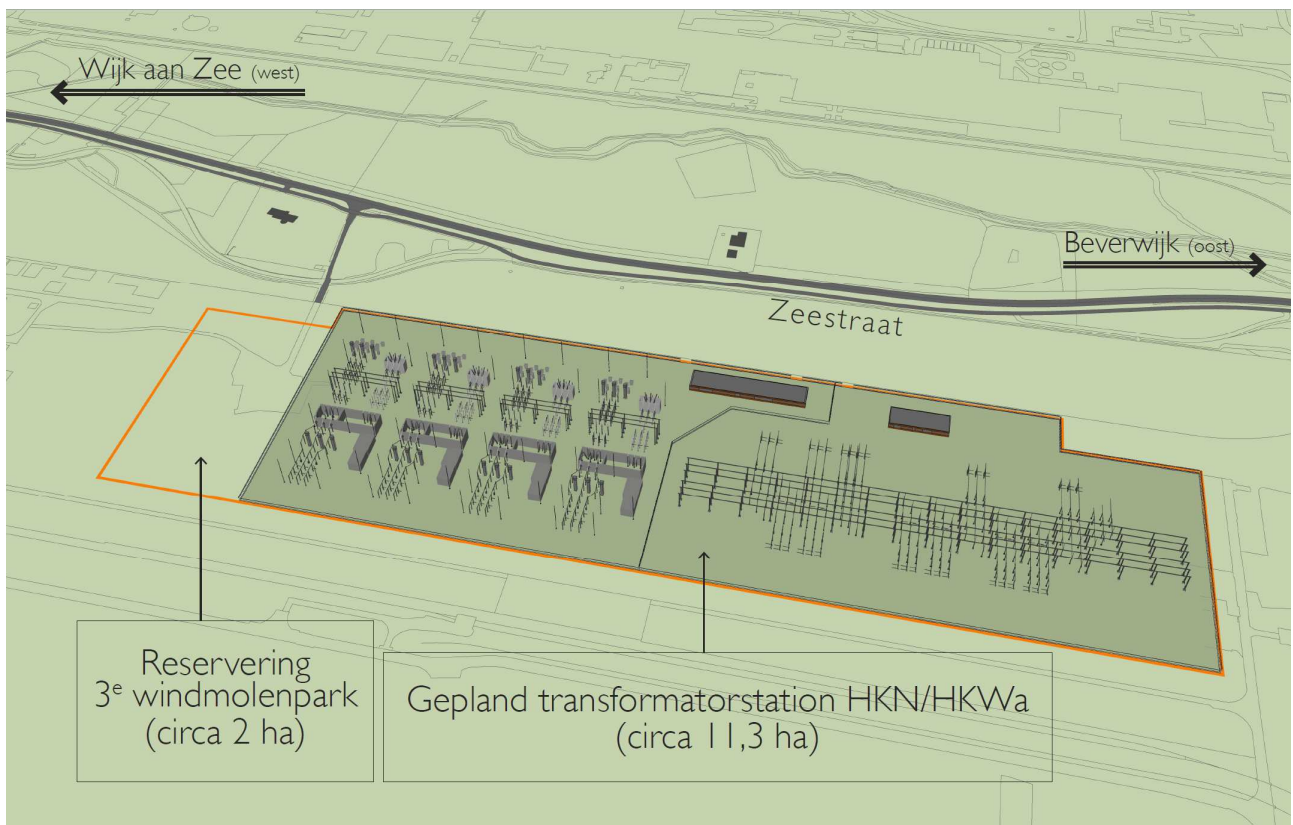 Wijk aan Zee (west)
Beverwijk (oost)
Zeestraat
Reservering
3e windmolenpark
(circa 2 ha)
Gepland transformatorstation HKN/HKWa
(circa 11,3 ha)